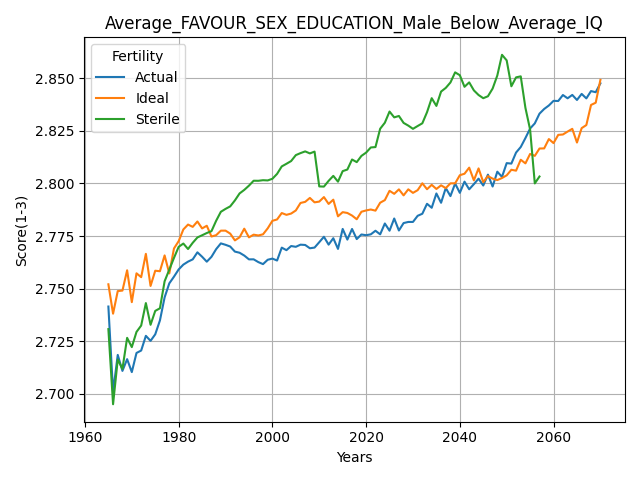 Average_FAVOUR_SEX_EDUCATION_Male_Below_Average_IQ
Fertility
Actual
Ideal
Sterile
Score(1-3)
2.850
2.825
2.800
2.775
2.750
2.725
2.700
1960
1980
2000
2020
2040
2060
Years